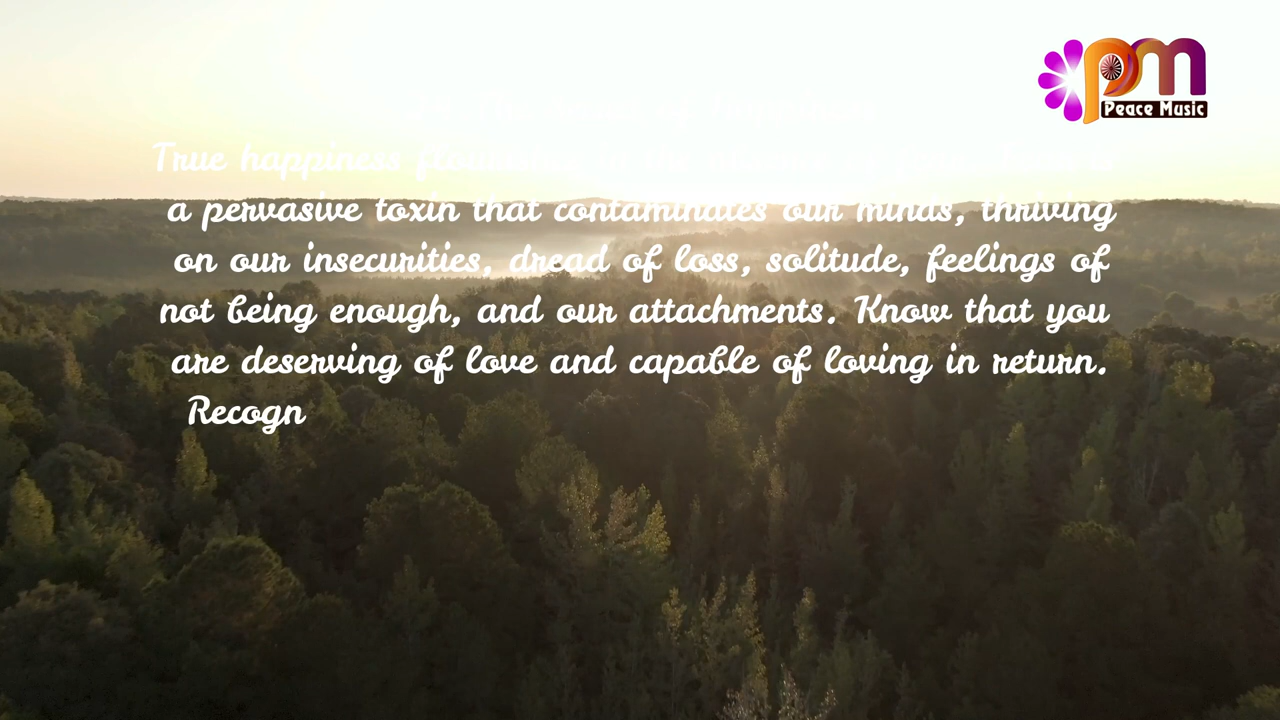 pm
Peace Music
True happiness
a pervasive toxin that contaminates our minds, thriving
on our insecurities, dread of loss, solitude, feelings of
not being enough, and our attachments. Know that you
are deserving of love and capable of loving in return.
Recogn